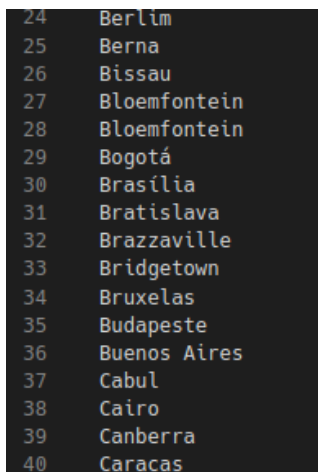 24 Berlim
25 Berna
26 Bissau
27 Bloemfontein
28 Bloemfontein
29 Bogotá
30 Brasília
31 Bratislava
32 Brazzaville
33 Bridgetown
34 Bruxelas
35 Budapeste
36 Buenos Aires
37 Cabul
38 Cairo
39 Canberra
40 Caracas